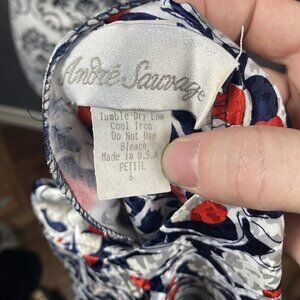 André Sauvage
Tumble Dry Low
Cool Iron
Do Not Use
Bleach
Made in U.S.A
PETITE
6